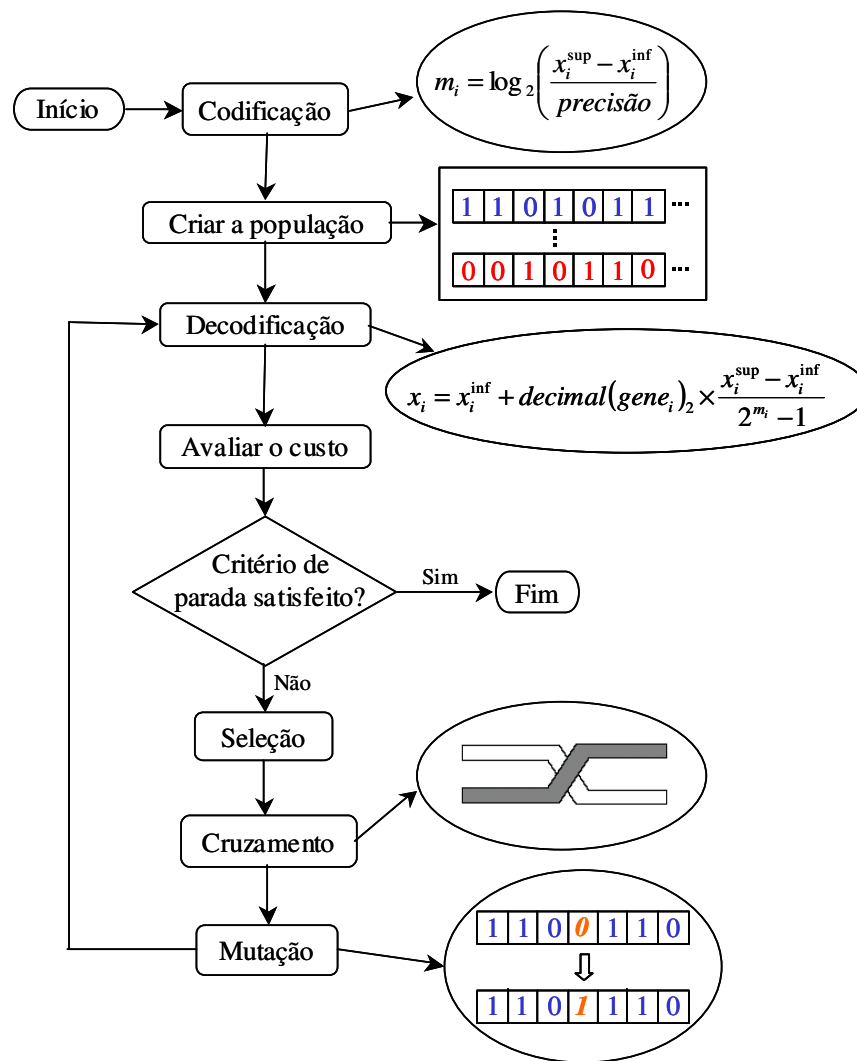 Início
Codificação
m_i = log_2((x_i^sup − x_i^inf) / precisão)
Criar a população
1 1 0 1 0 1 1 ...
⋮
0 0 1 0 1 1 0 ...
Decodificação
x_i = x_i^inf + decimal(gene_i)_2 × (x_i^sup − x_i^inf) / (2^m_i − 1)
Avaliar o custo
Critério de
parada satisfeito?
Sim
Fim
Não
Seleção
Cruzamento
Mutação
1 1 0 0 1 1 0
1 1 0 1 1 1 0